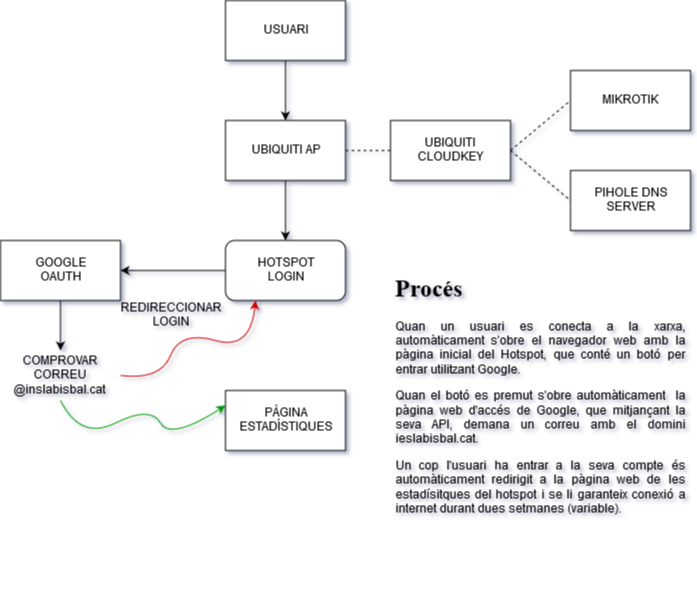 USUARI
UBIQUITI AP
UBIQUITI
CLOUDKEY
MIKROTIK
PIHOLE DNS
SERVER
GOOGLE
OAUTH
HOTSPOT
LOGIN
REDIRECCIONAR
LOGIN
COMPROVAR
CORREU
@inslabisbal.cat
PÀGINA
ESTADÍSTIQUES
Procés
Quan un usuari es conecta a la xarxa,
automàticament s'obre el navegador web amb la
pàgina inicial del Hotspot, que conté un botó per
entrar utilitzant Google.
Quan el botó es premut s'obre automàticament la
pàgina web d'accés de Google, que mitjançant la
seva API, demana un correu amb el domini
ieslabisbal.cat.
Un cop l'usuari ha entrar a la seva compte és
automàticament redirigit a la pàgina web de les
estadísitques del hotspot i se li garanteix conexió a
internet durant dues setmanes (variable).